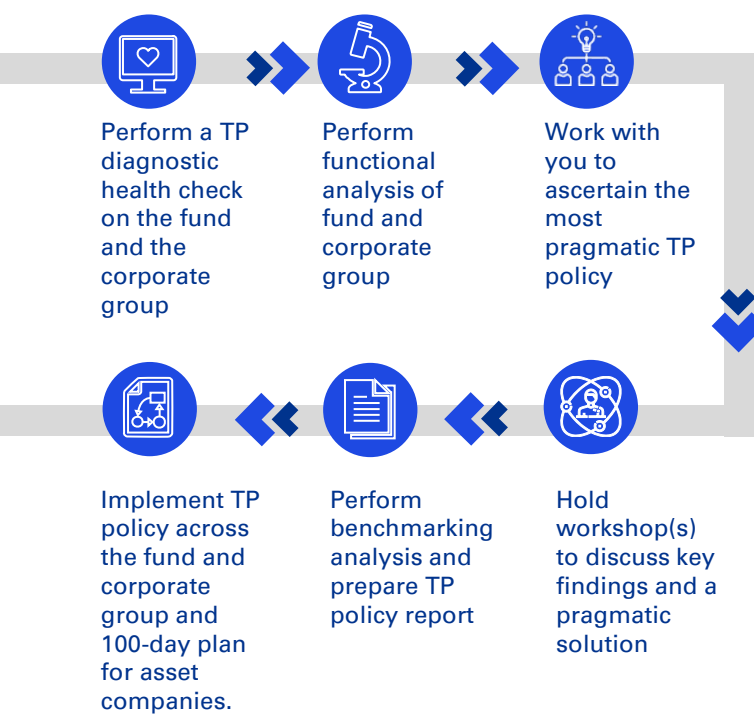 Perform a TP
diagnostic
health check
on the fund
and the
corporate
group
Perform
functional
analysis of
fund and
corporate
group
Work with
you to
ascertain the
most
pragmatic TP
policy
Hold
workshop(s)
to discuss key
findings and a
pragmatic
solution
Perform
benchmarking
analysis and
prepare TP
policy report
Implement TP
policy across
the fund and
corporate
group and
100-day plan
for asset
companies.